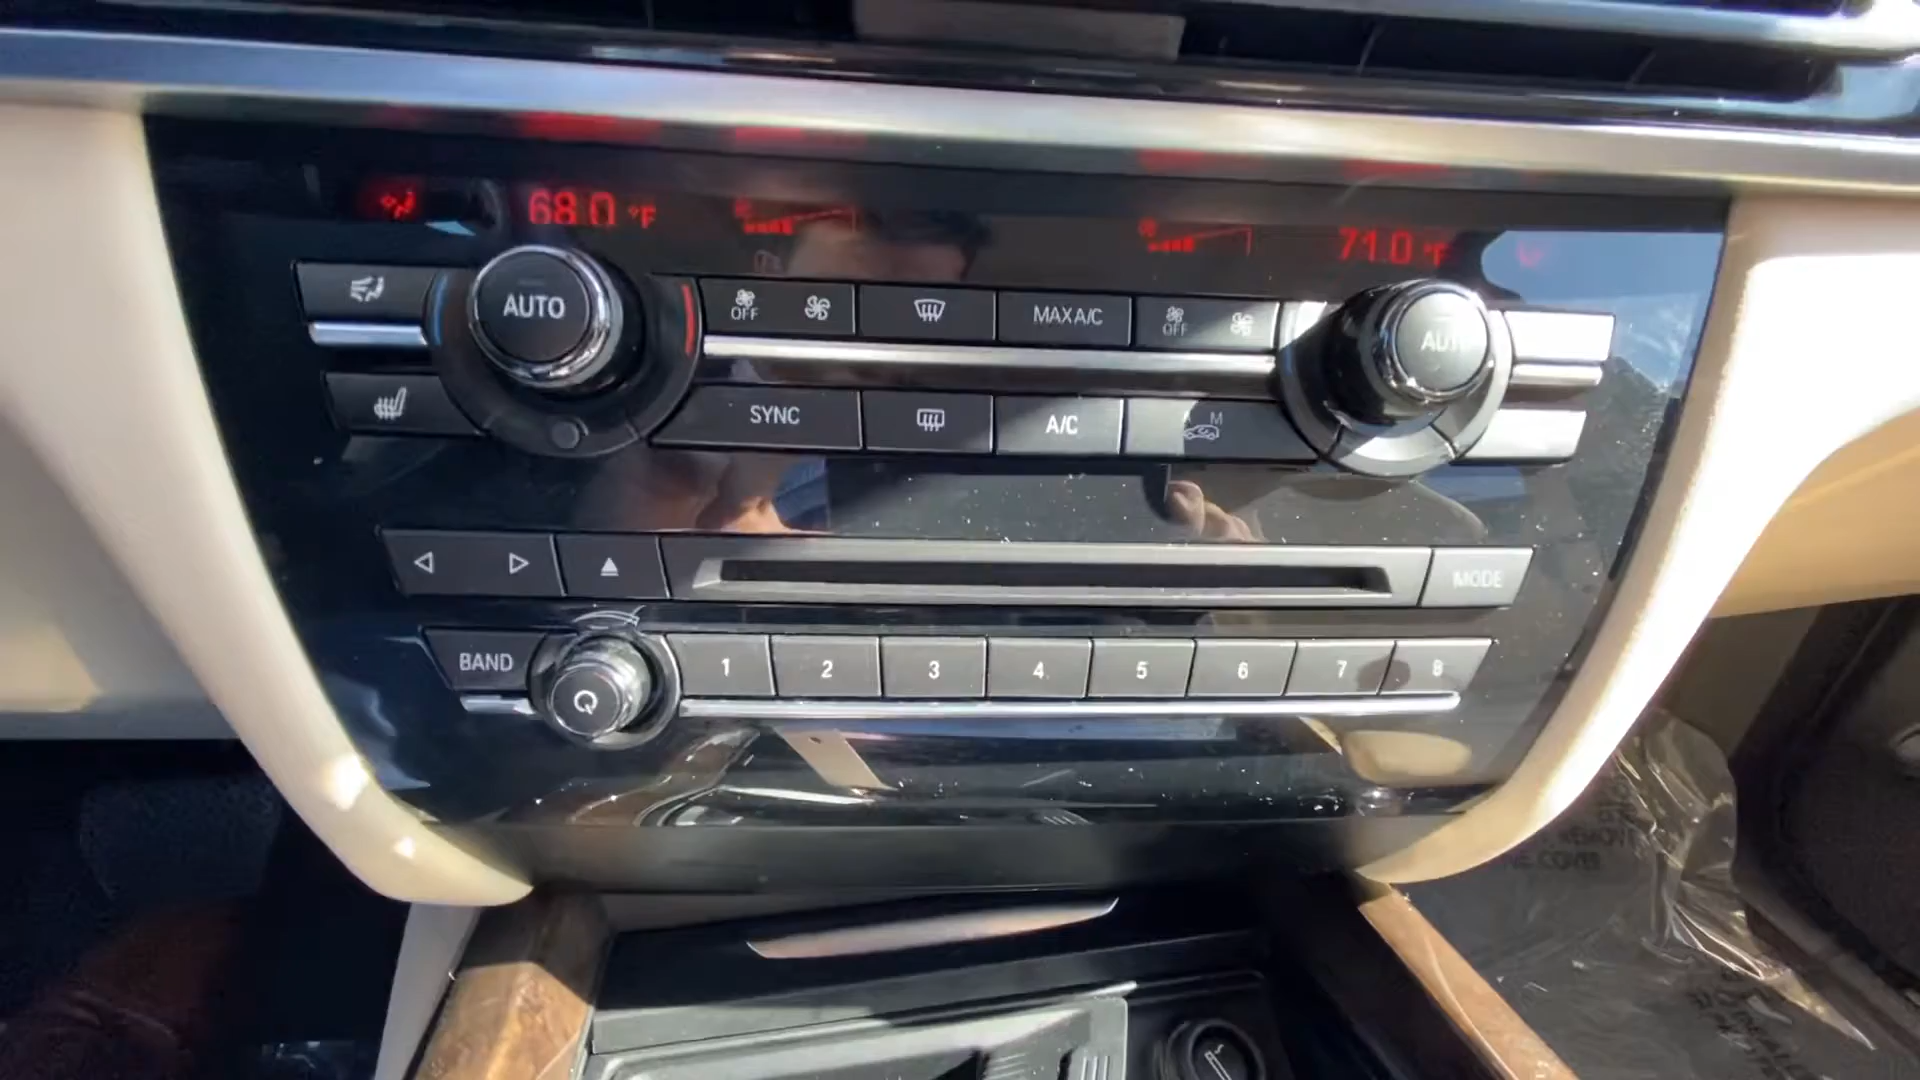 68.0 °F
71.0 °F
AUTO
OFF
MAX A/C
OFF
AUTO
SYNC
A/C
M
MODE
BAND
1 2 3 4 5 6 7 8